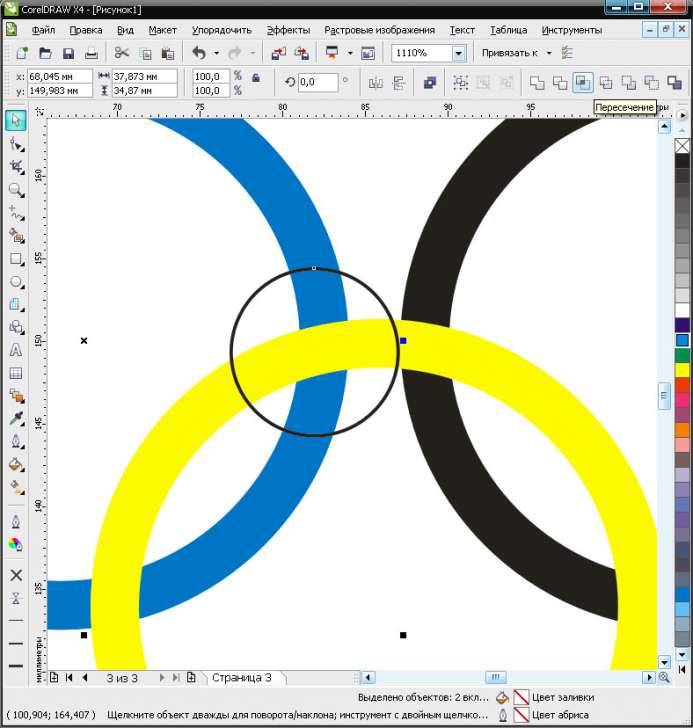 CorelDRAW X4 - [Рисунок1]
Файл Правка Вид Макет Упорядочить Эффекты Растровые изображения Текст Таблица Инструменты
1110% Привязать к
x: 68,045 мм 37,873 мм 100,0 % 0,0 °
y: 149,983 мм 34,87 мм 100,0 %
Пересечение
70 75 80 85 90 95
160
155
150
145
140
135
миллиметры
3 из 3 Страница 3
Выделено объектов: 2 вкл... Цвет заливки
( 100,904; 164,407 ) Щелкните объект дважды для поворота/наклона; инструмент с двойным щелчко... Цвет абриса